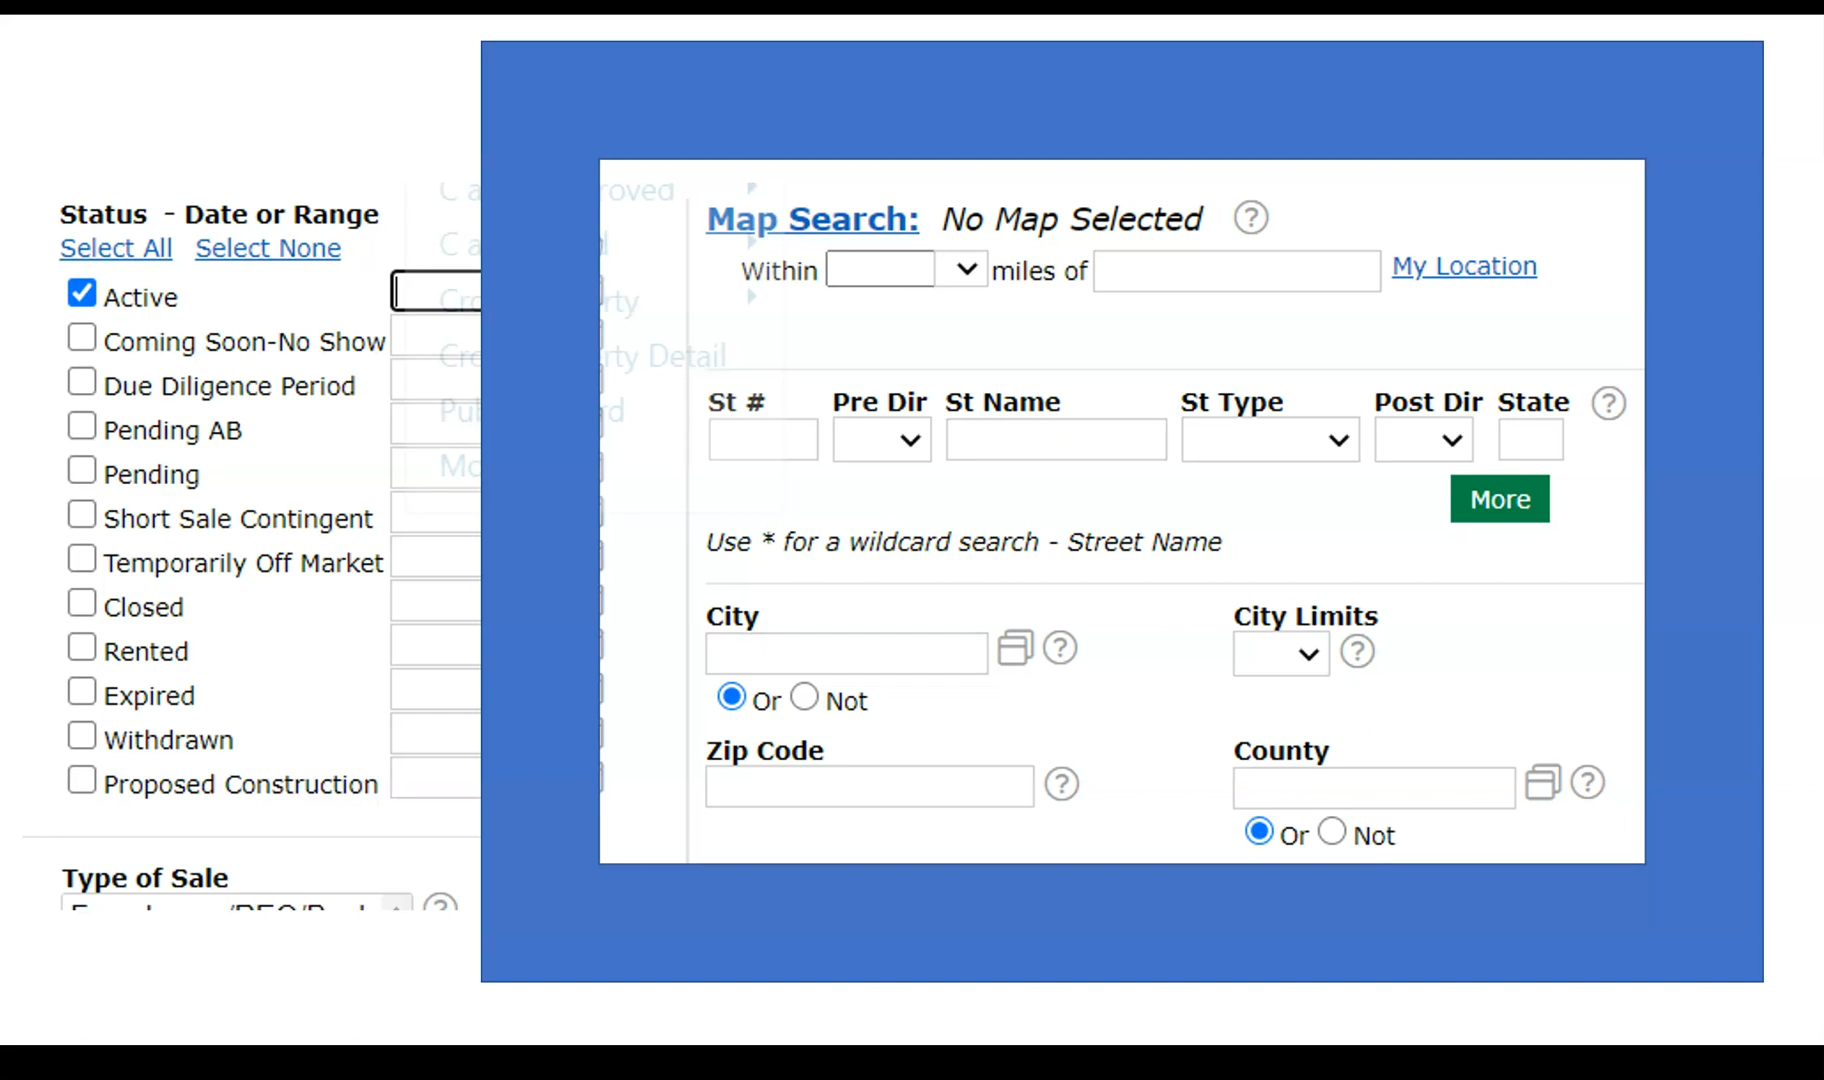 Status - Date or Range
Select All Select None
Active
Coming Soon-No Show
Due Diligence Period
Pending AB
Pending
Short Sale Contingent
Temporarily Off Market
Closed
Rented
Expired
Withdrawn
Proposed Construction
Type of Sale
Map Search: No Map Selected ?
Within miles of My Location
St # Pre Dir St Name St Type Post Dir State ?
More
Use * for a wildcard search - Street Name
City City Limits
? ?
Or Not
Zip Code County
? ?
Or Not